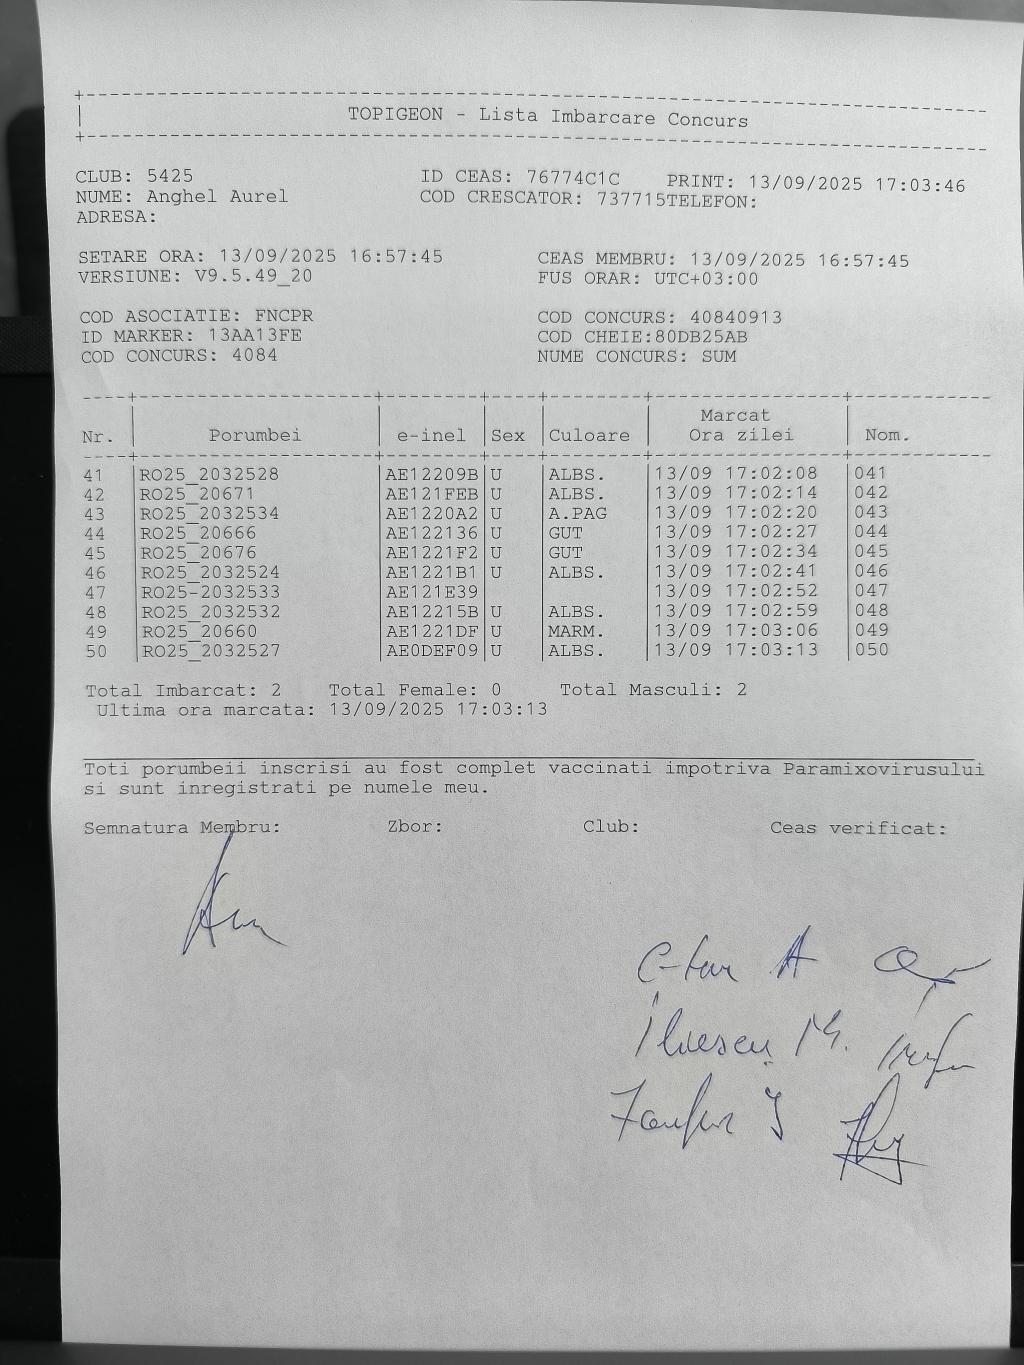 TOPIGEON - Lista Imbarcare Concurs
CLUB: 5425 ID CEAS: 76774C1C PRINT: 13/09/2025 17:03:46
NUME: Anghel Aurel COD CRESCATOR: 737715TELEFON:
ADRESA:
SETARE ORA: 13/09/2025 16:57:45 CEAS MEMBRU: 13/09/2025 16:57:45
VERSIUNE: V9.5.49_20 FUS ORAR: UTC+03:00
COD ASOCIATIE: FNCPR COD CONCURS: 40840913
ID MARKER: 13AA13FE COD CHEIE:80DB25AB
COD CONCURS: 4084 NUME CONCURS: SUM
Marcat
Nr. Porumbei e-inel Sex Culoare Ora zilei Nom.
41 RO25_2032528 AE12209B U ALBS. 13/09 17:02:08 041
42 RO25_20671 AE121FEB U ALBS. 13/09 17:02:14 042
43 RO25_2032534 AE1220A2 U A.PAG 13/09 17:02:20 043
44 RO25_20666 AE122136 U GUT 13/09 17:02:27 044
45 RO25_20676 AE1221F2 U GUT 13/09 17:02:34 045
46 RO25_2032524 AE1221B1 U ALBS. 13/09 17:02:41 046
47 RO25-2032533 AE121E39 13/09 17:02:52 047
48 RO25_2032532 AE12215B U ALBS. 13/09 17:02:59 048
49 RO25_20660 AE1221DF U MARM. 13/09 17:03:06 049
50 RO25_2032527 AE0DEF09 U ALBS. 13/09 17:03:13 050
Total Imbarcat: 2 Total Female: 0 Total Masculi: 2
Ultima ora marcata: 13/09/2025 17:03:13
Toti porumbeii inscrisi au fost complet vaccinati impotriva Paramixovirusului
si sunt inregistrati pe numele meu.
Semnatura Membru: Zbor: Club: Ceas verificat:
A
Iliescu M.